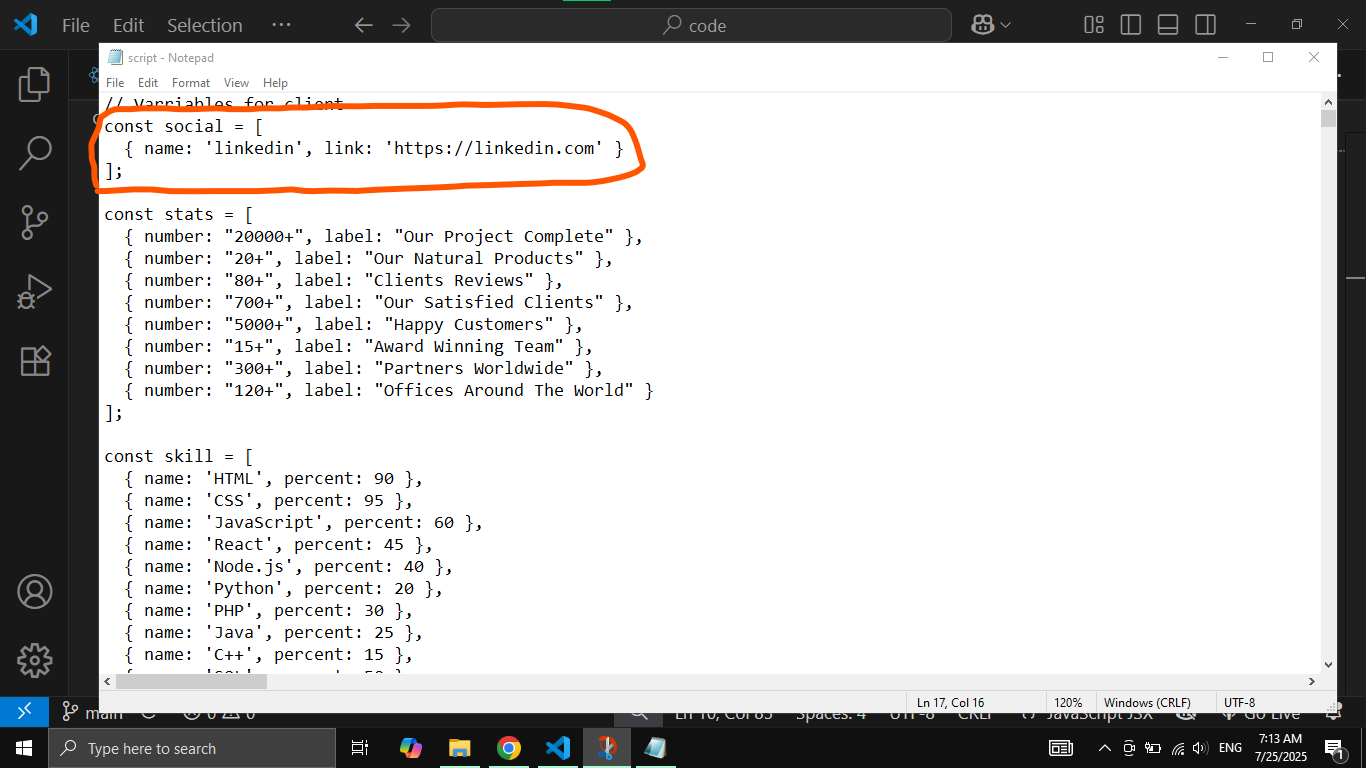 File Edit Selection ··· code
script - Notepad
File Edit Format View Help
// Varriables for client
const social = [
  { name: 'linkedin', link: 'https://linkedin.com' }
];
const stats = [
  { number: "20000+", label: "Our Project Complete" },
  { number: "20+", label: "Our Natural Products" },
  { number: "80+", label: "Clients Reviews" },
  { number: "700+", label: "Our Satisfied Clients" },
  { number: "5000+", label: "Happy Customers" },
  { number: "15+", label: "Award Winning Team" },
  { number: "300+", label: "Partners Worldwide" },
  { number: "120+", label: "Offices Around The World" }
];
const skill = [
  { name: 'HTML', percent: 90 },
  { name: 'CSS', percent: 95 },
  { name: 'JavaScript', percent: 60 },
  { name: 'React', percent: 45 },
  { name: 'Node.js', percent: 40 },
  { name: 'Python', percent: 20 },
  { name: 'PHP', percent: 30 },
  { name: 'Java', percent: 25 },
  { name: 'C++', percent: 15 },
Ln 17, Col 16 120% Windows (CRLF) UTF-8
main 0 0 Ln 10, Col 83 Spaces: 4 UTF-8 CRLF JavaScript JSX Go Live
Type here to search ENG 7:13 AM
7/25/2025 1